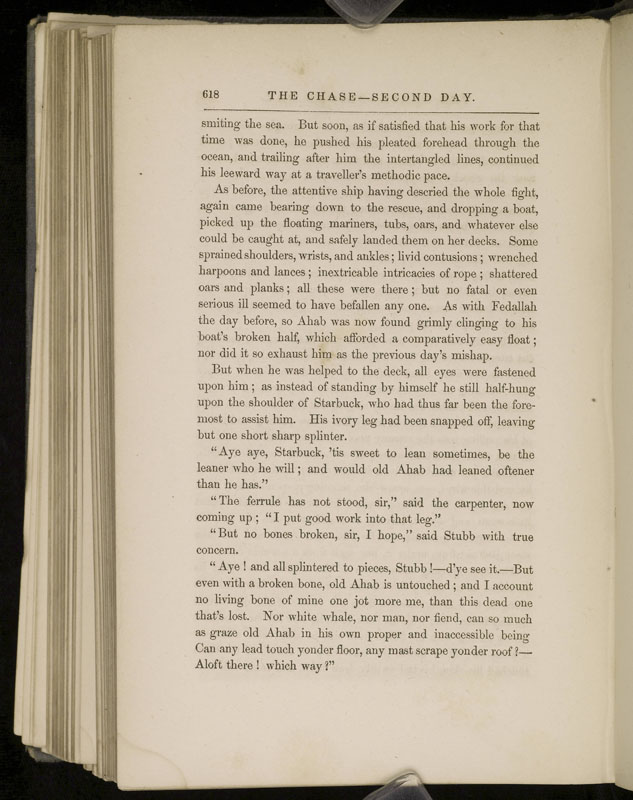 618 THE CHASE—SECOND DAY.
smiting the sea. But soon, as if satisfied that his work for that
time was done, he pushed his pleated forehead through the
ocean, and trailing after him the intertangled lines, continued
his leeward way at a traveller's methodic pace.
As before, the attentive ship having descried the whole fight,
again came bearing down to the rescue, and dropping a boat,
picked up the floating mariners, tubs, oars, and whatever else
could be caught at, and safely landed them on her decks. Some
sprained shoulders, wrists, and ankles; livid contusions; wrenched
harpoons and lances; inextricable intricacies of rope; shattered
oars and planks; all these were there; but no fatal or even
serious ill seemed to have befallen any one. As with Fedallah
the day before, so Ahab was now found grimly clinging to his
boat's broken half, which afforded a comparatively easy float;
nor did it so exhaust him as the previous day's mishap.
But when he was helped to the deck, all eyes were fastened
upon him; as instead of standing by himself he still half-hung
upon the shoulder of Starbuck, who had thus far been the fore-
most to assist him. His ivory leg had been snapped off, leaving
but one short sharp splinter.
"Aye aye, Starbuck, 'tis sweet to lean sometimes, be the
leaner who he will; and would old Ahab had leaned oftener
than he has."
"The ferrule has not stood, sir," said the carpenter, now
coming up; "I put good work into that leg."
"But no bones broken, sir, I hope," said Stubb with true
concern.
"Aye! and all splintered to pieces, Stubb!—d'ye see it.—But
even with a broken bone, old Ahab is untouched; and I account
no living bone of mine one jot more me, than this dead one
that's lost. Nor white whale, nor man, nor fiend, can so much
as graze old Ahab in his own proper and inaccessible being
Can any lead touch yonder floor, any mast scrape yonder roof?—
Aloft there! which way?"